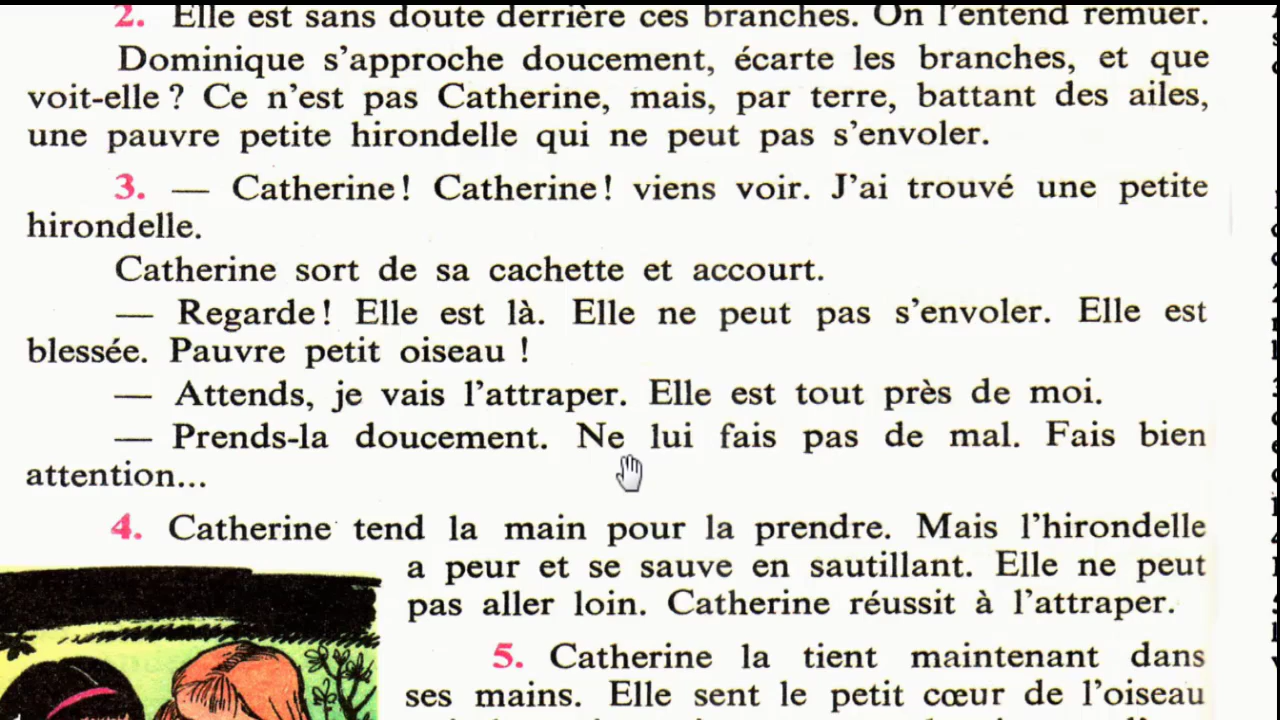 2. Elle est sans doute derrière ces branches. On l'entend remuer.
Dominique s'approche doucement, écarte les branches, et que
voit-elle ? Ce n'est pas Catherine, mais, par terre, battant des ailes,
une pauvre petite hirondelle qui ne peut pas s'envoler.
3. — Catherine ! Catherine ! viens voir. J'ai trouvé une petite
hirondelle.
Catherine sort de sa cachette et accourt.
— Regarde ! Elle est là. Elle ne peut pas s'envoler. Elle est
blessée. Pauvre petit oiseau !
— Attends, je vais l'attraper. Elle est tout près de moi.
— Prends-la doucement. Ne lui fais pas de mal. Fais bien
attention...
4. Catherine tend la main pour la prendre. Mais l'hirondelle
a peur et se sauve en sautillant. Elle ne peut
pas aller loin. Catherine réussit à l'attraper.
5. Catherine la tient maintenant dans
ses mains. Elle sent le petit cœur de l'oiseau